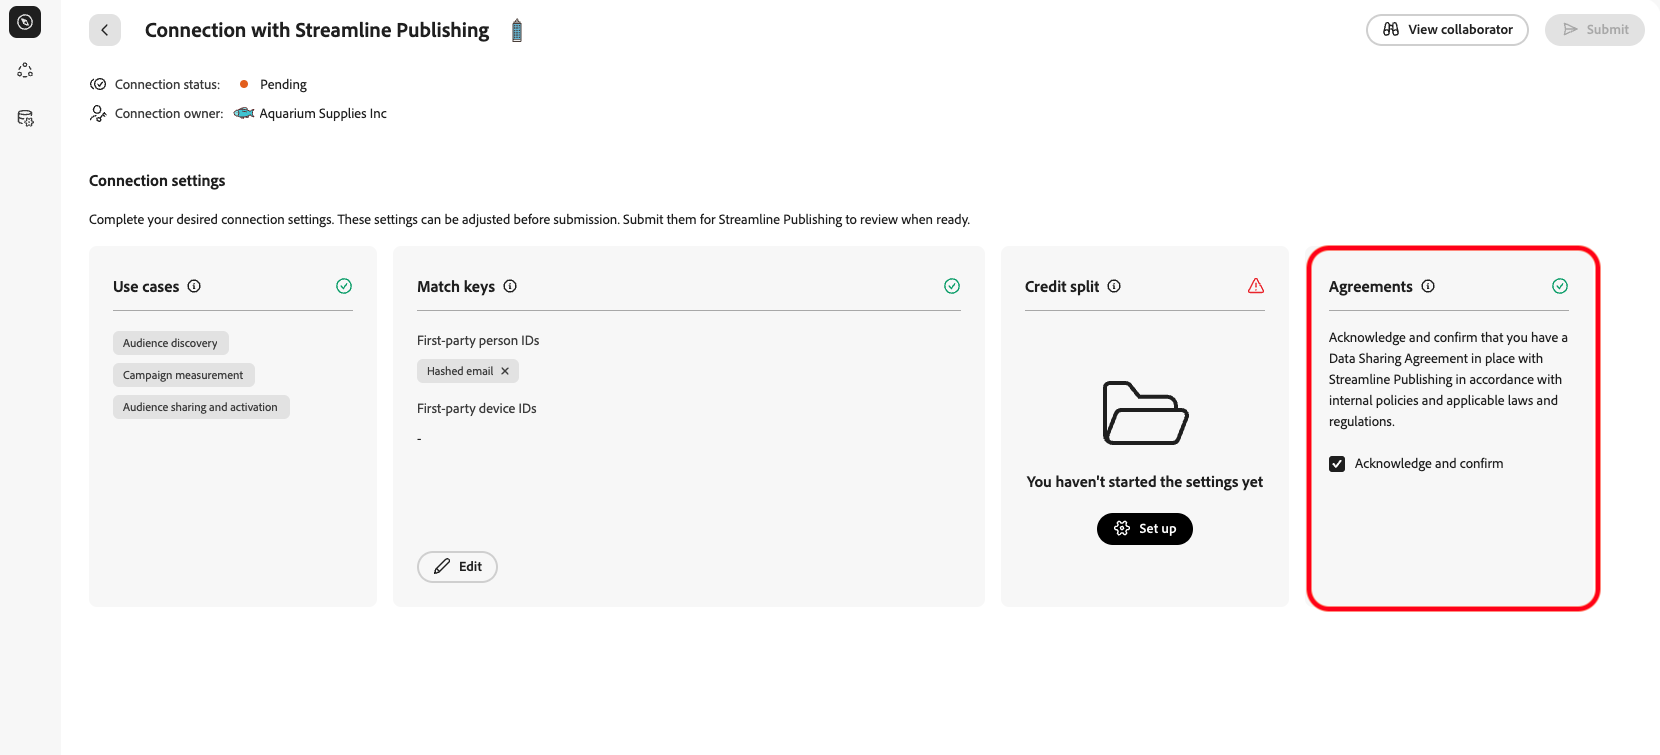 Connection with Streamline Publishing
View collaborator
Submit
Connection status:
Pending
Connection owner:
Aquarium Supplies Inc
Connection settings
Complete your desired connection settings. These settings can be adjusted before submission. Submit them for Streamline Publishing to review when ready.
Use cases
Audience discovery
Campaign measurement
Audience sharing and activation
Match keys
First-party person IDs
Hashed email
First-party device IDs
-
Edit
Credit split
You haven't started the settings yet
Set up
Agreements
Acknowledge and confirm that you have a
Data Sharing Agreement in place with
Streamline Publishing in accordance with
internal policies and applicable laws and
regulations.
Acknowledge and confirm